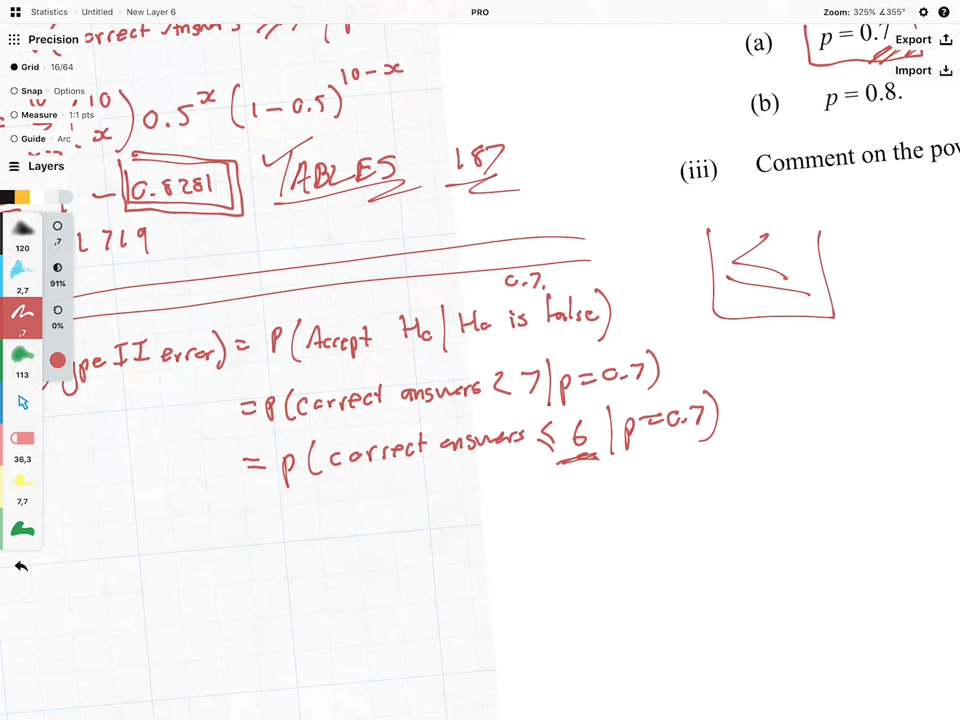 Statistics Untitled New Layer 6
PRO
Zoom: 325% ∡355°
Precision
Grid 16/64
Snap Options
Measure 1:1 pts
Guide Arc
Layers
Export
Import
120
2,7
,7
113
36,3
7,7
,7
91%
0%
orrect
10
x ) 0.5^x (1 - 0.5)^{10-x}
- 0.8281 TABLES 187
719
0.7.
ype II error) = P(Accept Ho | Ho is false)
= P(correct answers < 7 | p = 0.7)
= P(correct answers ≤ 6 | p = 0.7)
(a) p = 0.7
(b) p = 0.8.
(iii) Comment on the pov
≤